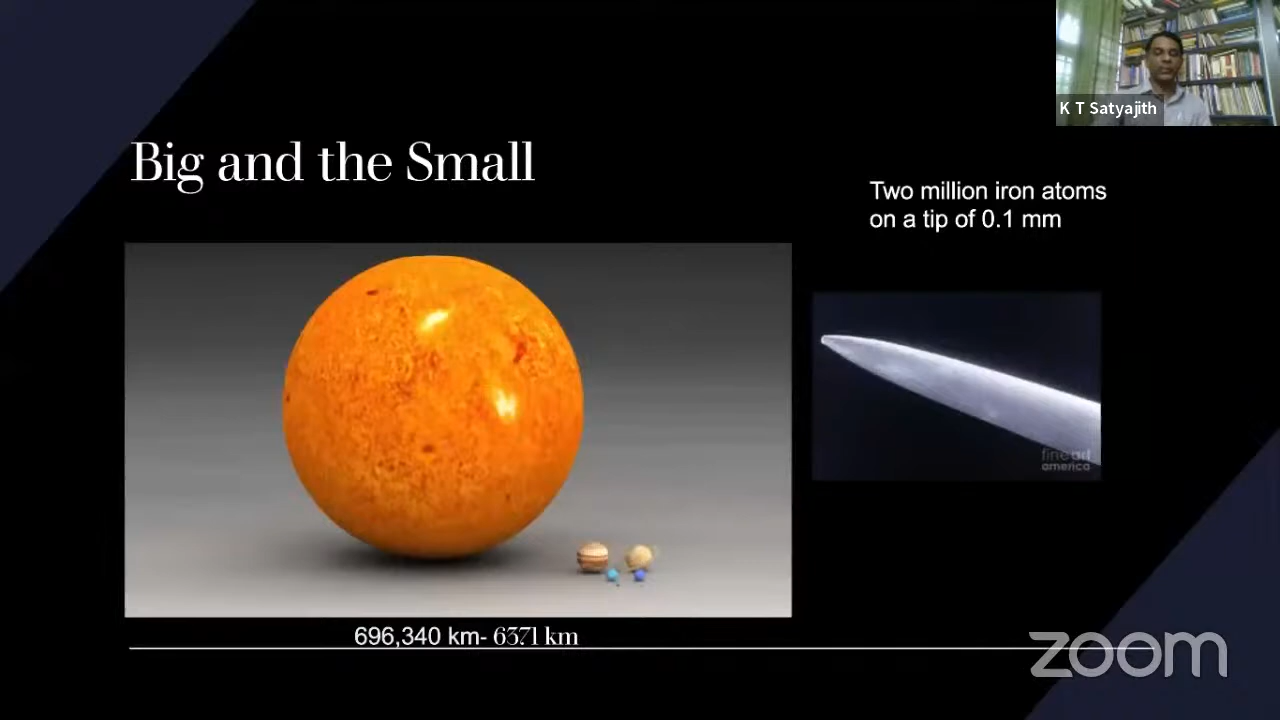 K T Satyajith
Big and the Small
Two million iron atoms
on a tip of 0.1 mm
fine art
america
696,340 km- 6371 km
zoom